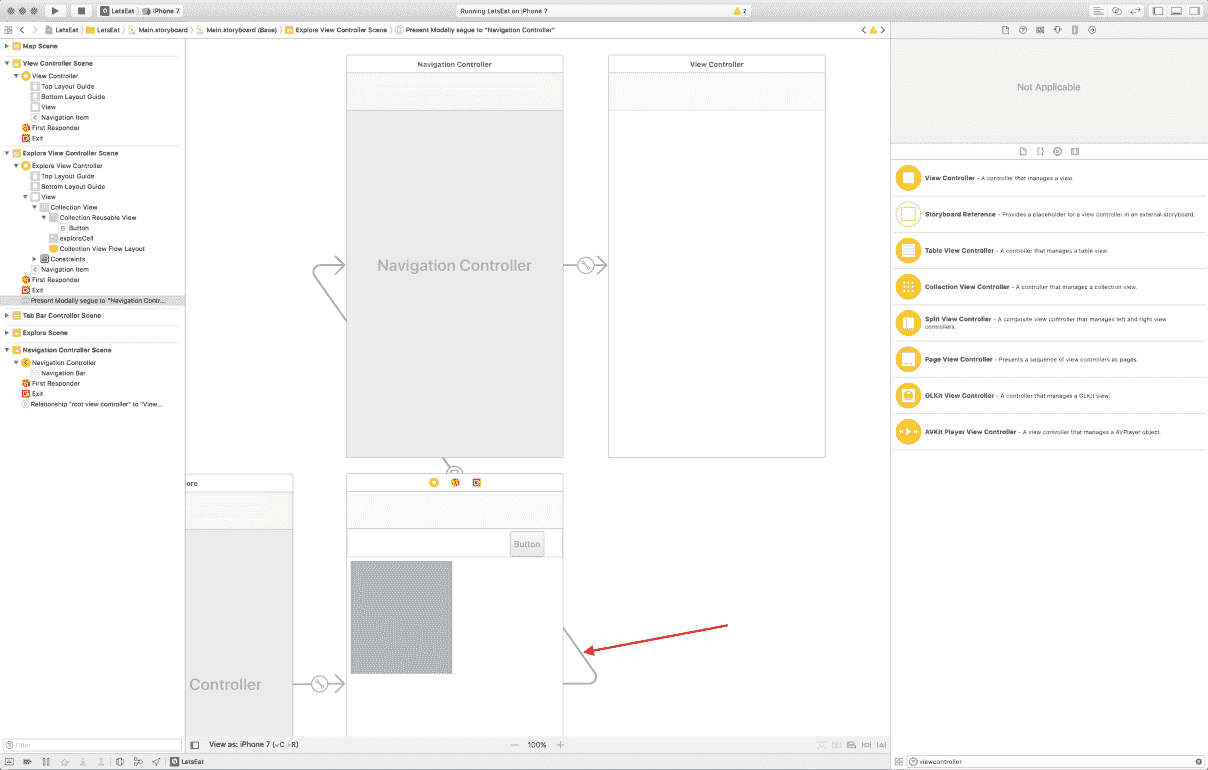 LetsEat
iPhone 7
Running LetsEat on iPhone 7
2
LetsEat
LetsEat
Main.storyboard
Main.storyboard (Base)
Explore View Controller Scene
Present Modally segue to "Navigation Controller"
Map Scene
View Controller Scene
View Controller
Top Layout Guide
Bottom Layout Guide
View
Navigation Item
First Responder
Exit
Explore View Controller Scene
Explore View Controller
Top Layout Guide
Bottom Layout Guide
View
Collection View
Collection Reusable View
B Button
exploreCell
Collection View Flow Layout
Constraints
Navigation Item
First Responder
Exit
Present Modally segue to "Navigation Contr...
Tab Bar Controller Scene
Explore Scene
Navigation Controller Scene
Navigation Controller
Navigation Bar
First Responder
Exit
Relationship "root view controller" to "View...
Filter
Navigation Controller
Navigation Controller
View Controller
ore
Controller
Button
View as: iPhone 7 (wC hR)
100%
LetsEat
Not Applicable
View Controller - A controller that manages a view.
Storyboard Reference - Provides a placeholder for a view controller in an external storyboard.
Table View Controller - A controller that manages a table view.
Collection View Controller - A controller that manages a collection view.
Split View Controller - A composite view controller that manages left and right view
controllers.
Page View Controller - Presents a sequence of view controllers as pages.
GLKit View Controller - A controller that manages a GLKit view.
AVKit Player View Controller - A view controller that manages a AVPlayer object.
viewcontroller